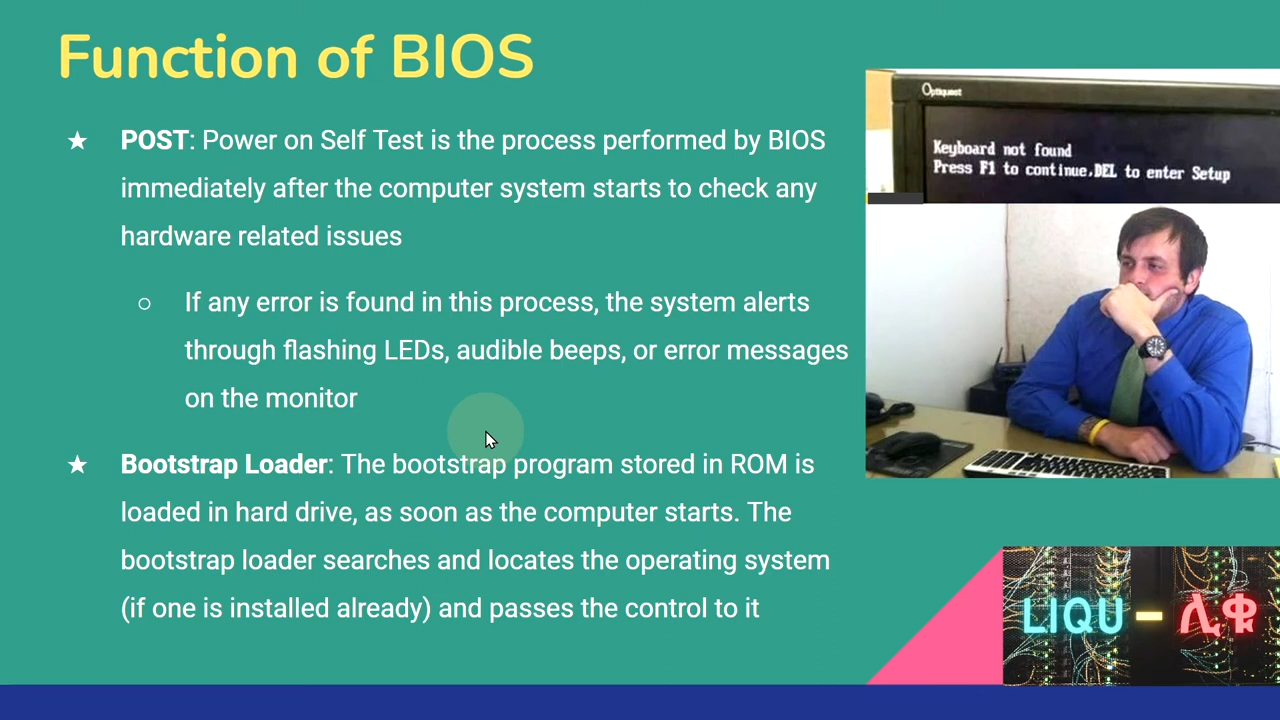 Function of BIOS
★ POST: Power on Self Test is the process performed by BIOS
immediately after the computer system starts to check any
hardware related issues
○ If any error is found in this process, the system alerts
through flashing LEDs, audible beeps, or error messages
on the monitor
★ Bootstrap Loader: The bootstrap program stored in ROM is
loaded in hard drive, as soon as the computer starts. The
bootstrap loader searches and locates the operating system
(if one is installed already) and passes the control to it
Optiquest
Keyboard not found
Press F1 to continue,DEL to enter Setup
LIQU - ሊቁ